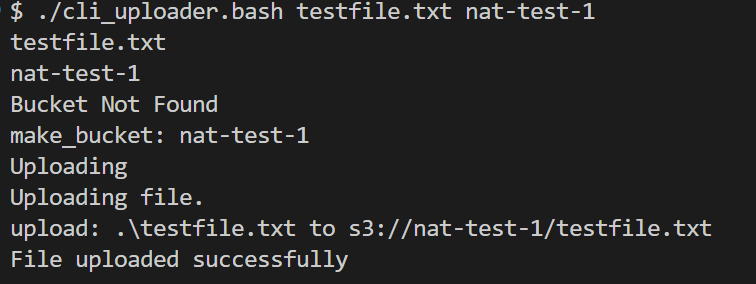 $ ./cli_uploader.bash testfile.txt nat-test-1
testfile.txt
nat-test-1
Bucket Not Found
make_bucket: nat-test-1
Uploading
Uploading file.
upload: .\testfile.txt to s3://nat-test-1/testfile.txt
File uploaded successfully